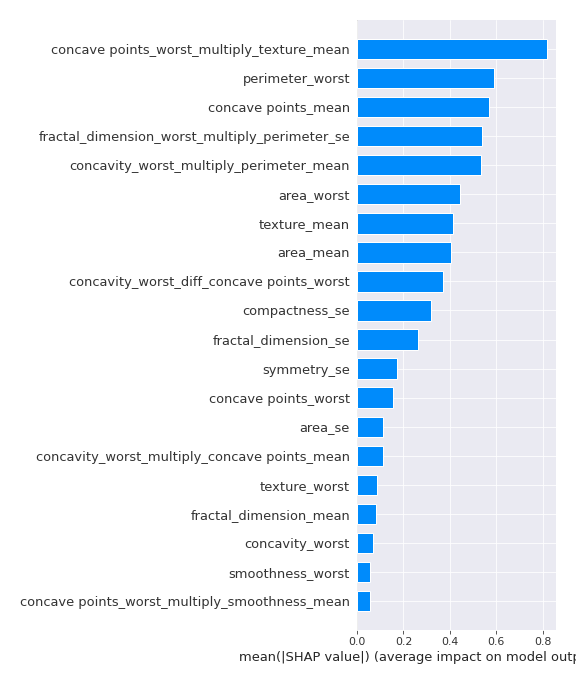 concave points_worst_multiply_texture_mean
perimeter_worst
concave points_mean
fractal_dimension_worst_multiply_perimeter_se
concavity_worst_multiply_perimeter_mean
area_worst
texture_mean
area_mean
concavity_worst_diff_concave points_worst
compactness_se
fractal_dimension_se
symmetry_se
concave points_worst
area_se
concavity_worst_multiply_concave points_mean
texture_worst
fractal_dimension_mean
concavity_worst
smoothness_worst
concave points_worst_multiply_smoothness_mean
0.0 0.2 0.4 0.6 0.8
mean(|SHAP value|) (average impact on model outp